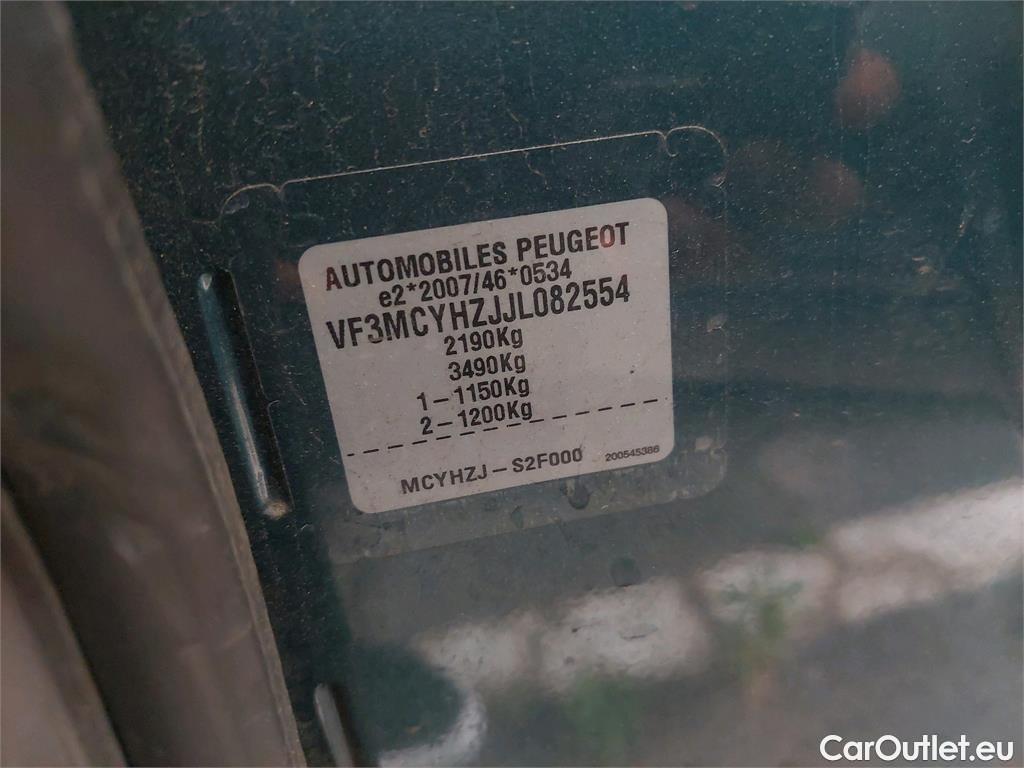 AUTOMOBILES PEUGEOT
e2*2007/46*0534
VF3MCYHZJJL082554
2190Kg
3490Kg
1-1150Kg
2-1200Kg
MCYHZJ-S2F000 200545386
CarOutlet.eu